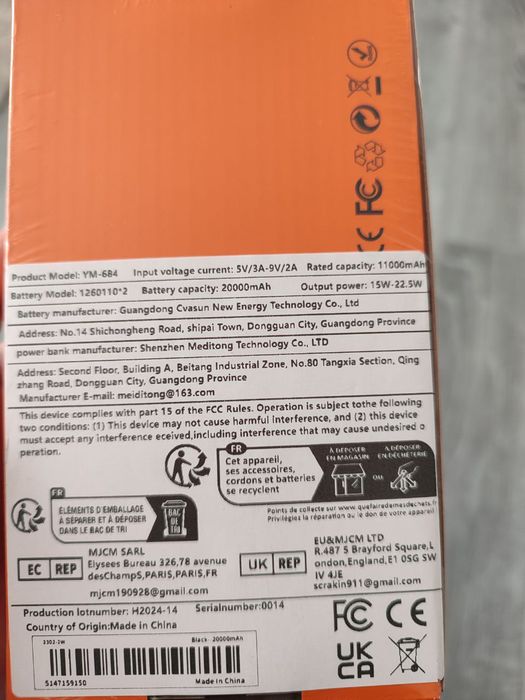 CE FC
Product Model: YM-684 Input voltage current: 5V/3A-9V/2A Rated capacity: 11000mAh
Battery Model: 1260110*2 Battery capacity: 20000mAh Output power: 15W-22.5W
Battery manufacturer: Guangdong Cvasun New Energy Technology Co., Ltd
Address: No.14 Shichongheng Road, shipai Town, Dongguan City, Guangdong Province
power bank manufacturer: Shenzhen Meditong Technology Co., LTD
Address: Second Floor, Building A, Beitang Industrial Zone, No.80 Tangxia Section, Qing
zhang Road, Dongguan City, Guangdong Province
Manufacturer E-mail: meiditong@163.com
This device complies with part 15 of the FCC Rules. Operation is subject tothe following
two conditions: (1) This device may not cause harmful interference, and (2) this device
must accept any interference eceived,including interference that may cause undesired o
peration.
FR
Cet appareil,
ses accessoires,
cordons et batteries
se recyclent
À DÉPOSER
EN MAGASIN
OU
À DÉPOSER
EN DÉCHÈTERIE
Points de collecte sur www.quefairedemesdechets.fr
Privilégiez la réparation ou le don de votre appareil
FR
ÉLÉMENTS D'EMBALLAGE
À SÉPARER ET À DÉPOSER
DANS LE BAC DE TRI
BAC
DE
TRI
EC REP
MJCM SARL
Elysees Bureau 326,78 avenue
desChampS,PARIS,PARIS,FR
mjcm190928@gmail.com
UK REP
EU&MJCM LTD
R.487 5 Brayford Square,L
ondon,England,E1 0SG SW
IV 4JE
scrakin911@gmail.com
Production lotnumber: H2024-14 Serialnumber:0014
Country of Origin:Made in China
FC CE
UK
CA
2302-2W Black- 20000mAh
5147159150 Made in China